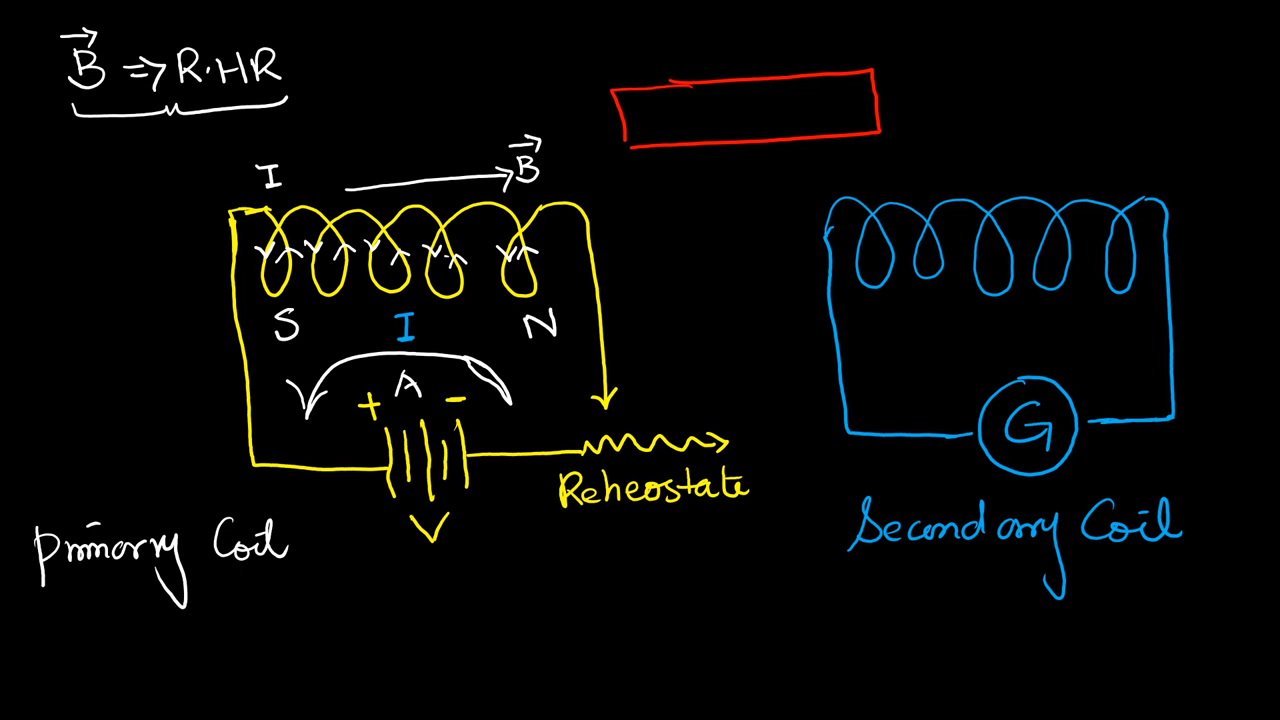 B ⇒ R.HR
I
B
S I N
+ A -
V
Reheostate
G
Primary Coil
Secondary Coil